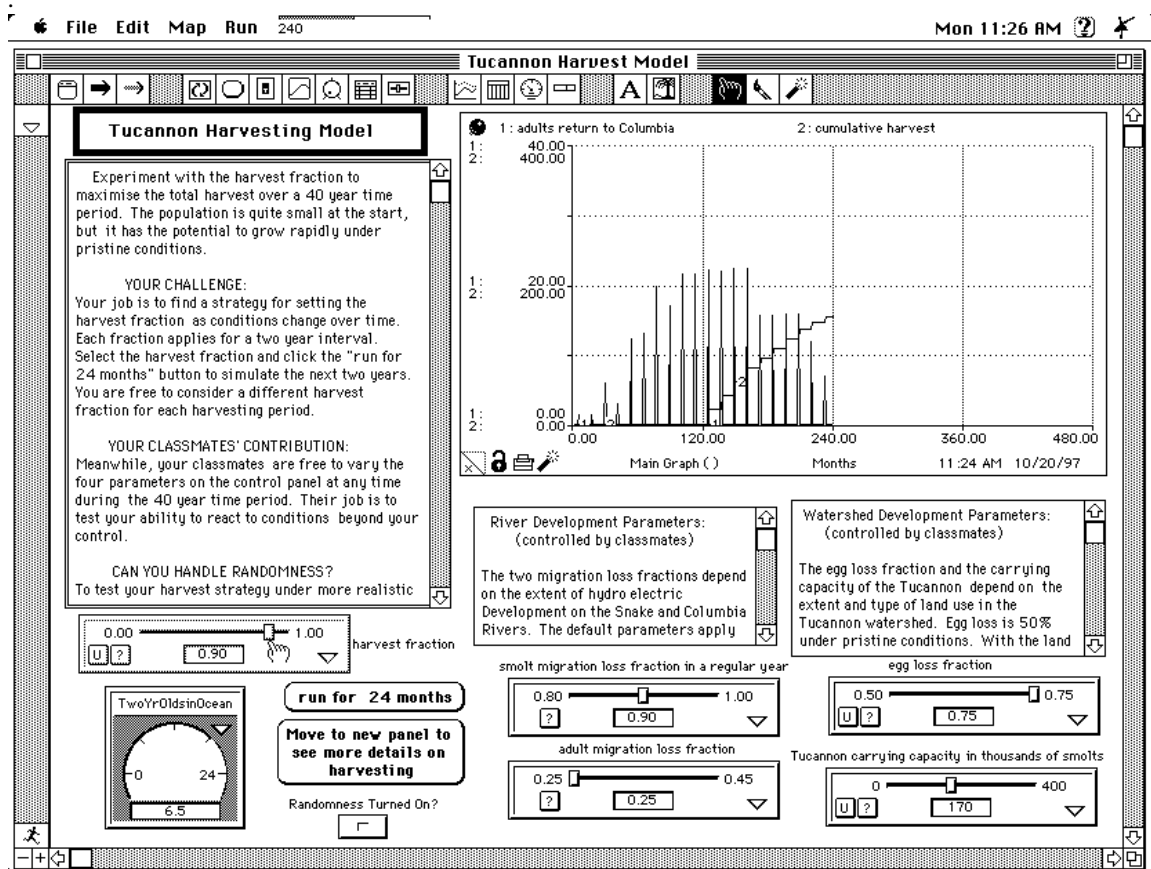 File Edit Map Run 240 Mon 11:26 AM
Tucannon Harvest Model
A
Tucannon Harvesting Model
Experiment with the harvest fraction to
maximise the total harvest over a 40 year time
period. The population is quite small at the start,
but it has the potential to grow rapidly under
pristine conditions.
YOUR CHALLENGE:
Your job is to find a strategy for setting the
harvest fraction as conditions change over time.
Each fraction applies for a two year interval.
Select the harvest fraction and click the "run for
24 months" button to simulate the next two years.
You are free to consider a different harvest
fraction for each harvesting period.
YOUR CLASSMATES' CONTRIBUTION:
Meanwhile, your classmates are free to vary the
four parameters on the control panel at any time
during the 40 year time period. Their job is to
test your ability to react to conditions beyond your
control.
CAN YOU HANDLE RANDOMNESS?
To test your harvest strategy under more realistic
1: adults return to Columbia 2: cumulative harvest
1: 40.00
2: 400.00
1: 20.00
2: 200.00
1: 0.00
2: 0.00
1 2 1 2
0.00 120.00 240.00 360.00 480.00
Main Graph ( ) Months 11:24 AM 10/20/97
River Development Parameters:
(controlled by classmates)
The two migration loss fractions depend
on the extent of hydro electric
Development on the Snake and Columbia
Rivers. The default parameters apply
Watershed Development Parameters:
(controlled by classmates)
The egg loss fraction and the carrying
capacity of the Tucannon depend on the
extent and type of land use in the
Tucannon watershed. Egg loss is 50%
under pristine conditions. With the land
0.00 1.00
U ? 0.90
harvest fraction
TwoYrOldsinOcean
0 24
6.5
run for 24 months
Move to new panel to
see more details on
harvesting
Randomness Turned On?
smolt migration loss fraction in a regular year
0.80 1.00
? 0.90
adult migration loss fraction
0.25 0.45
? 0.25
egg loss fraction
0.50 0.75
U ? 0.75
Tucannon carrying capacity in thousands of smolts
0 400
U ? 170